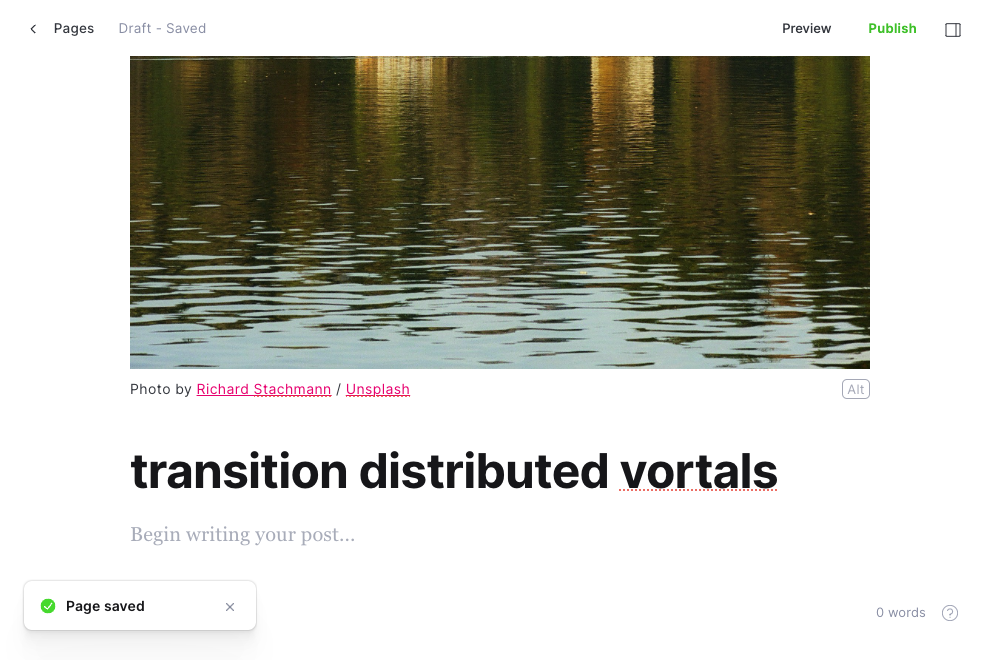 Pages Draft - Saved Preview Publish
Photo by Richard Stachmann / Unsplash Alt
transition distributed vortals
Begin writing your post...
Page saved
0 words